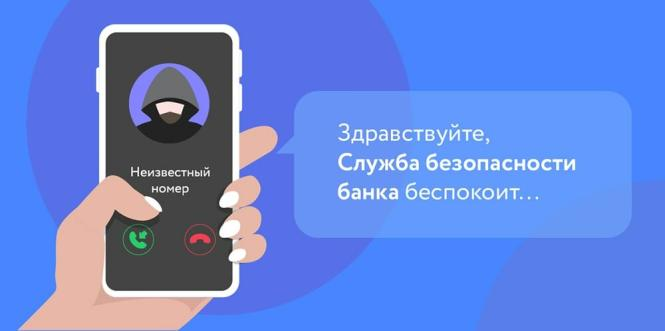 Неизвестный
номер
Здравствуйте,
Служба безопасности
банка беспокоит...